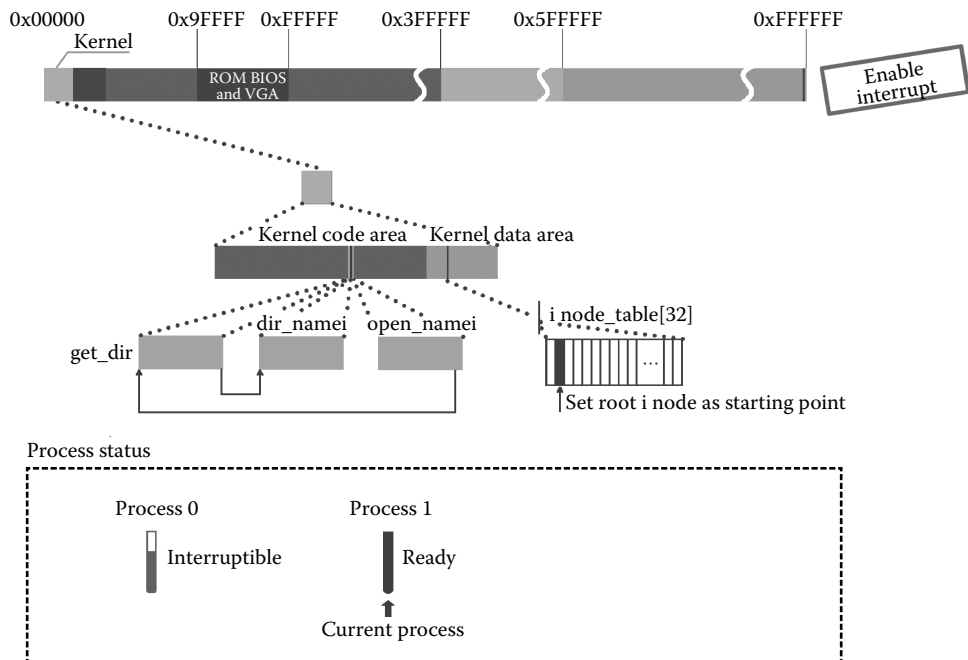 0x00000 0x9FFFF 0xFFFFF 0x3FFFFF 0x5FFFFF 0xFFFFFF
Kernel
ROM BIOS
and VGA
Enable
interrupt
Kernel code area Kernel data area
dir_namei open_namei
i node_table[32]
get_dir
...
Set root i node as starting point
Process status
Process 0 Process 1
Interruptible Ready
Current process